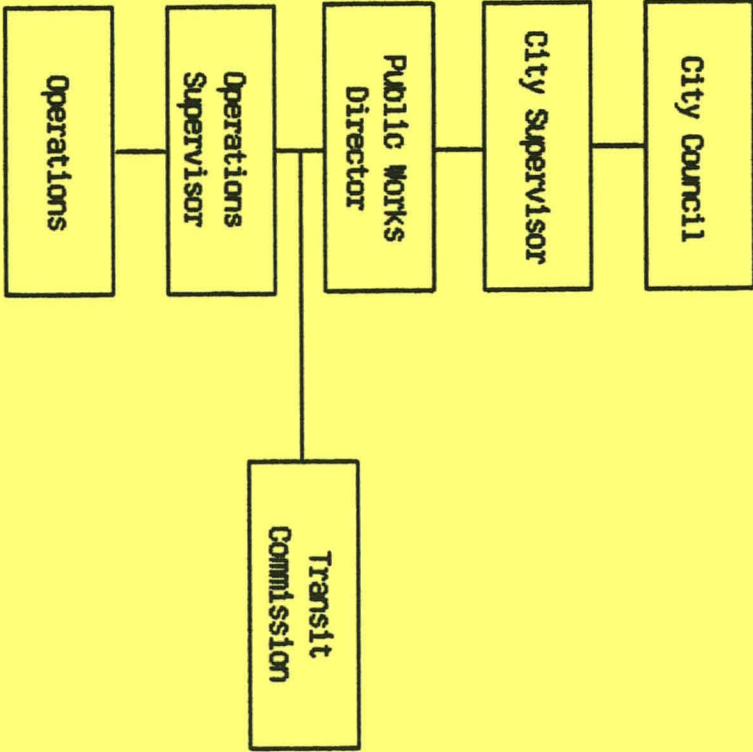 City Council
City Supervisor
Public Works
Director
Operations
Supervisor
Operations
Transit
Commission